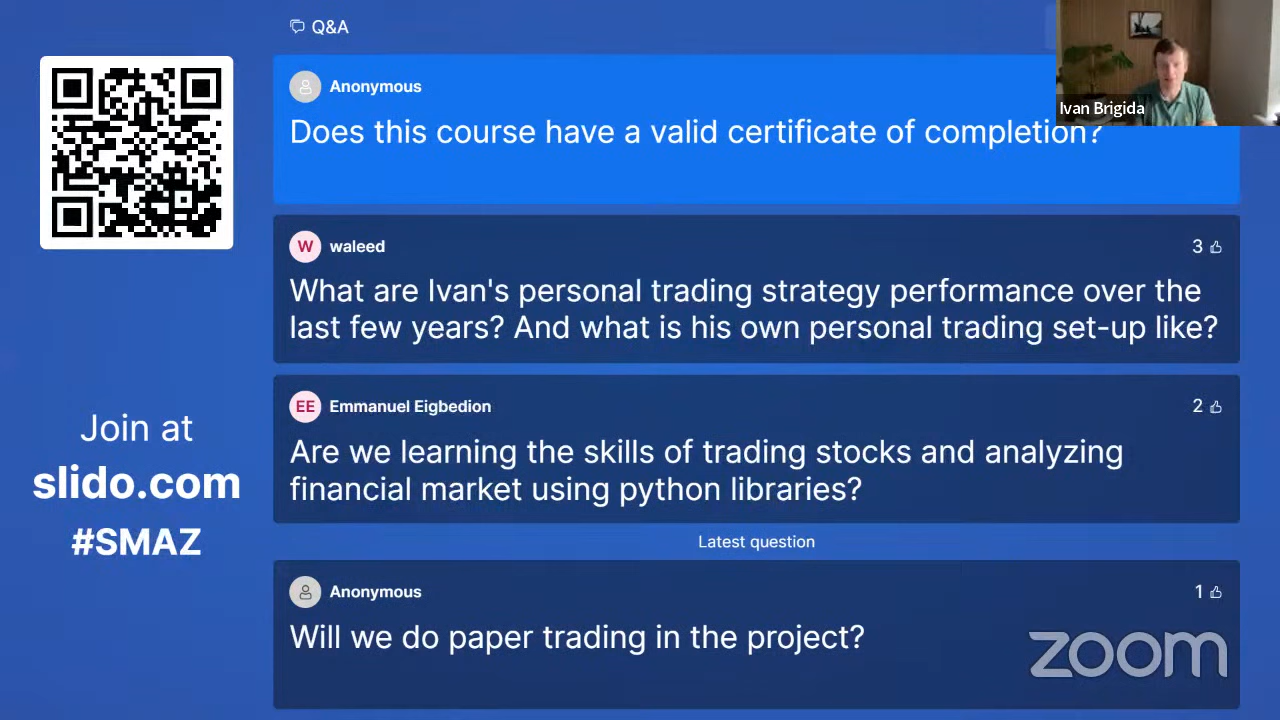 Q&A
Anonymous
Does this course have a valid certificate of completion?
Ivan Brigida
W waleed 3
What are Ivan's personal trading strategy performance over the
last few years? And what is his own personal trading set-up like?
EE Emmanuel Eigbedion 2
Are we learning the skills of trading stocks and analyzing
financial market using python libraries?
Latest question
Anonymous 1
Will we do paper trading in the project?
Join at
slido.com
#SMAZ
zoom